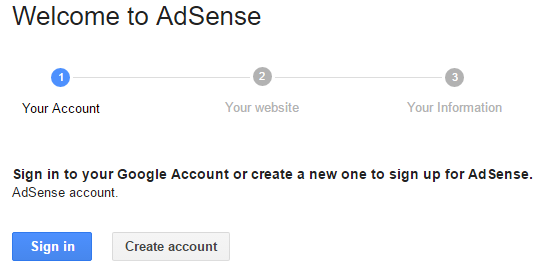 Welcome to AdSense
1 2 3
Your Account Your website Your Information
Sign in to your Google Account or create a new one to sign up for AdSense.
AdSense account.
Sign in Create account